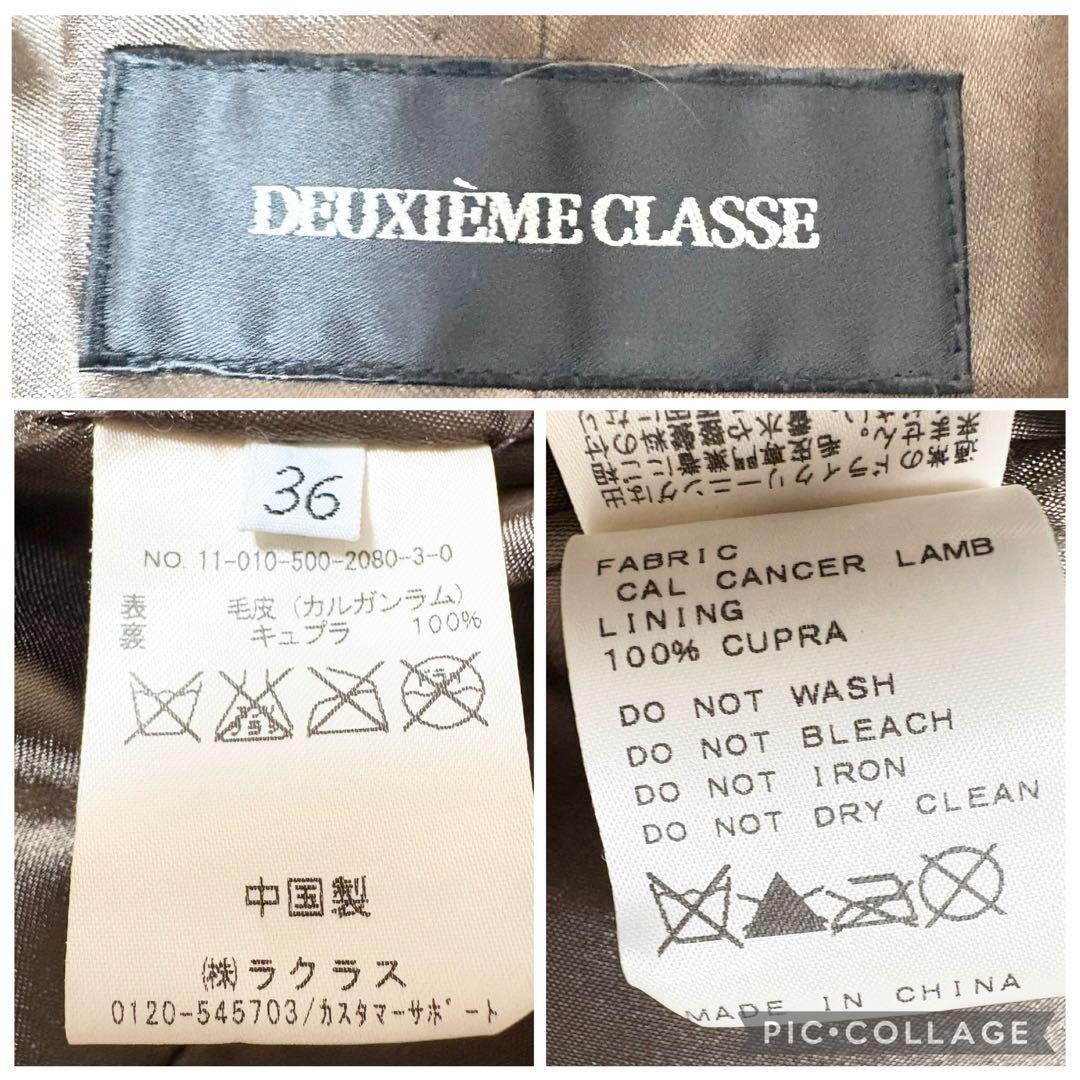 DEUXIÈME CLASSE
36
NO. 11-010-500-2080-3-0
表 毛皮 (カルガンラム)
裏 キュプラ 100%
中国製
(株)ラクラス
0120-545703/カスタマーサポート
FABRIC
CAL CANCER LAMB
LINING
100% CUPRA
DO NOT WASH
DO NOT BLEACH
DO NOT IRON
DO NOT DRY CLEAN
MADE IN CHINA
PIC•COLLAGE